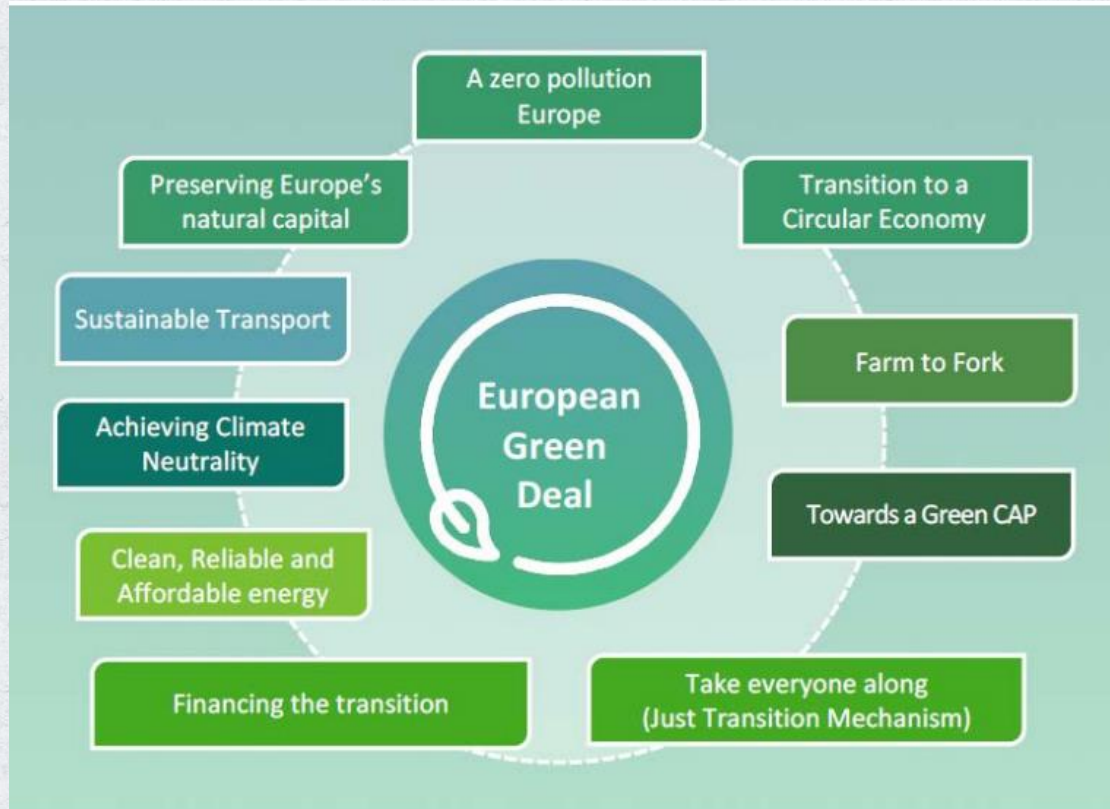 A zero pollution
Europe
Preserving Europe's
natural capital
Transition to a
Circular Economy
Sustainable Transport
Farm to Fork
European
Green
Deal
Achieving Climate
Neutrality
Towards a Green CAP
Clean, Reliable and
Affordable energy
Financing the transition
Take everyone along
(Just Transition Mechanism)